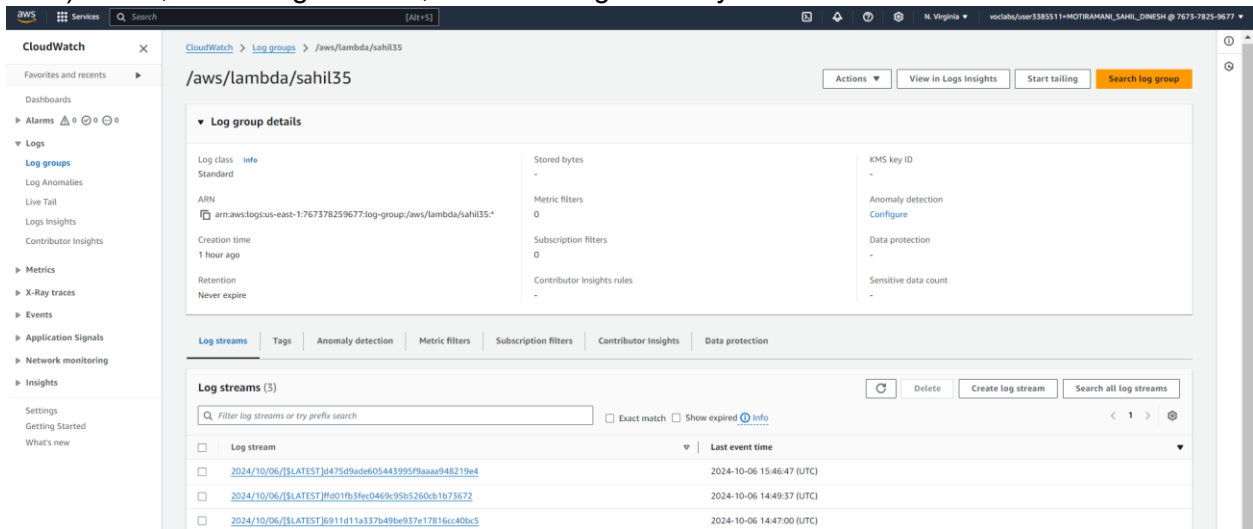 aws Services Search [Alt+S] N. Virginia voclabs/user3385511=MOTIRAMANI_SAHIL_DINESH @ 7673-7825-9677
CloudWatch
Favorites and recents
Dashboards
Alarms 0 0 0
Logs
Log groups
Log Anomalies
Live Tail
Logs Insights
Contributor Insights
Metrics
X-Ray traces
Events
Application Signals
Network monitoring
Insights
Settings
Getting Started
What's new
CloudWatch > Log groups > /aws/lambda/sahil35
/aws/lambda/sahil35
Actions View in Logs Insights Start tailing Search log group
Log group details
Log class Info
Standard
ARN
arn:aws:logs:us-east-1:767378259677:log-group:/aws/lambda/sahil35:*
Creation time
1 hour ago
Retention
Never expire
Stored bytes
-
Metric filters
0
Subscription filters
0
Contributor Insights rules
-
KMS key ID
-
Anomaly detection
Configure
Data protection
-
Sensitive data count
-
Log streams Tags Anomaly detection Metric filters Subscription filters Contributor Insights Data protection
Log streams (3)
Delete Create log stream Search all log streams
Filter log streams or try prefix search Exact match Show expired Info < 1 >
Log stream Last event time
2024/10/06/[$LATEST]d475d9ade605443995f9aaaa948219e4 2024-10-06 15:46:47 (UTC)
2024/10/06/[$LATEST]ffd01fb3fec0469c95b5260cb1b73672 2024-10-06 14:49:37 (UTC)
2024/10/06/[$LATEST]6911d11a337b49be937e17816cc40bc5 2024-10-06 14:47:00 (UTC)